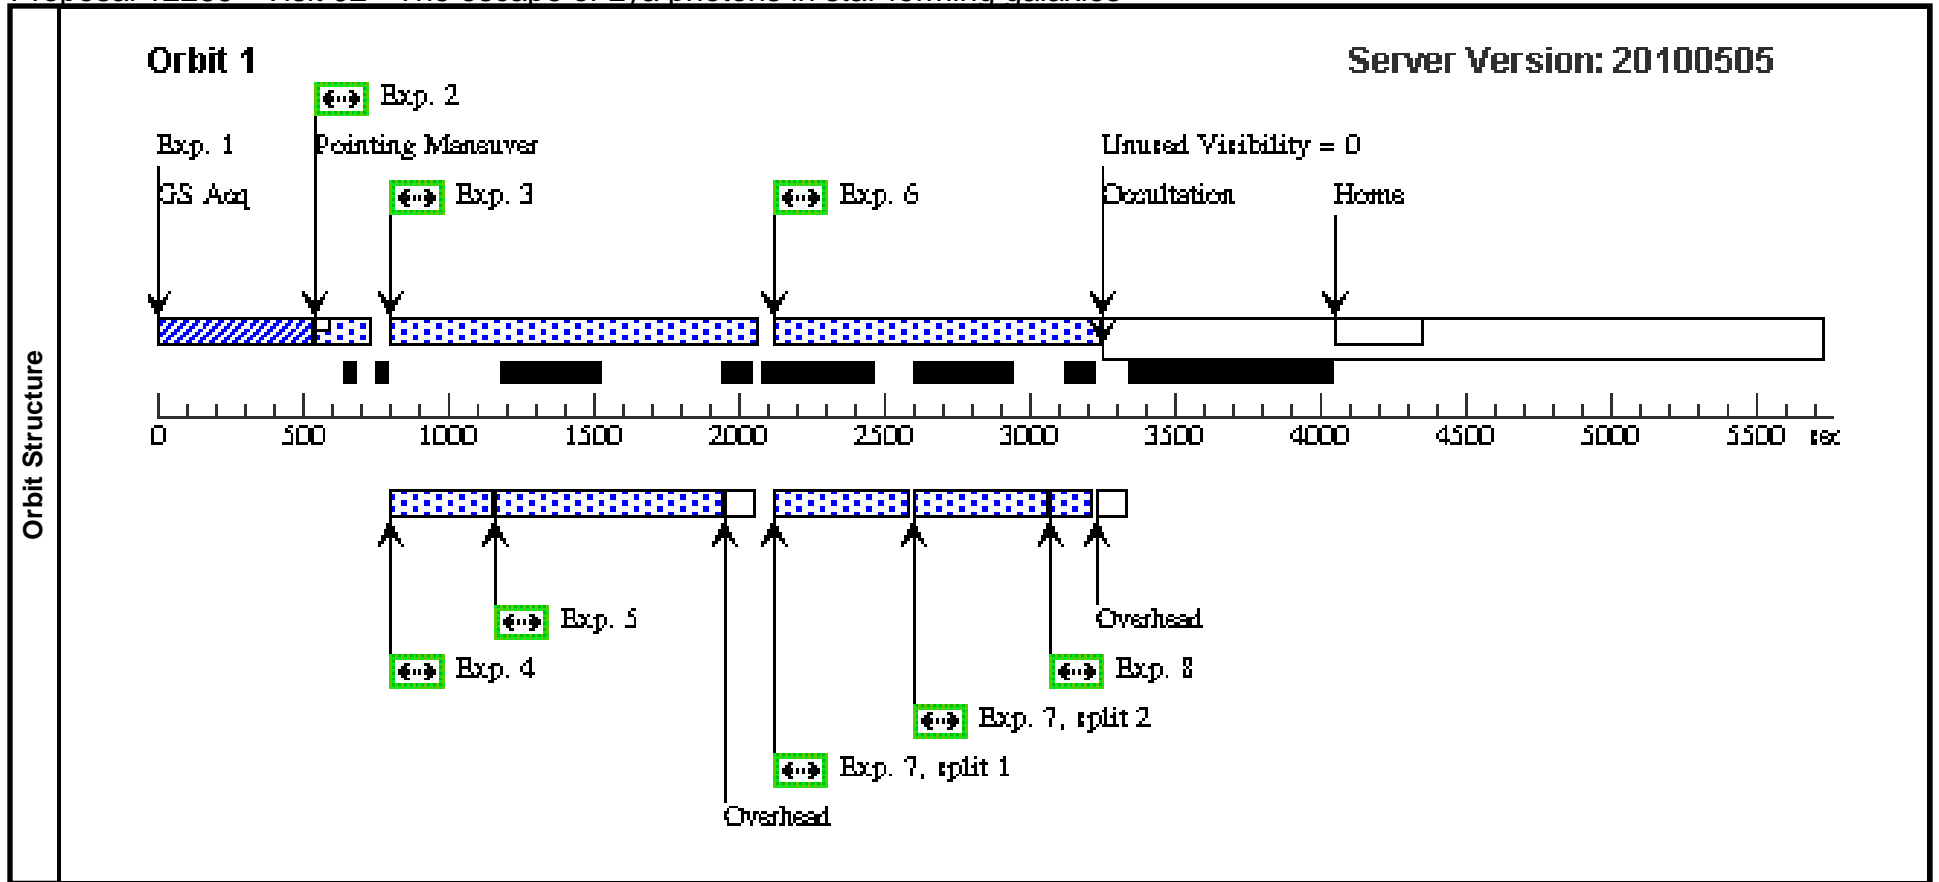 Orbit 1
Server Version: 20100505
Exp. 2
Exp. 1
Pointing Maneuver
Unused Visibility = 0
GS Acq
Exp. 3
Exp. 6
Occultation
Home
0 500 1000 1500 2000 2500 3000 3500 4000 4500 5000 5500 sec
Orbit Structure
Exp. 5
Overhead
Exp. 4
Exp. 8
Exp. 7, split 2
Exp. 7, split 1
Overhead